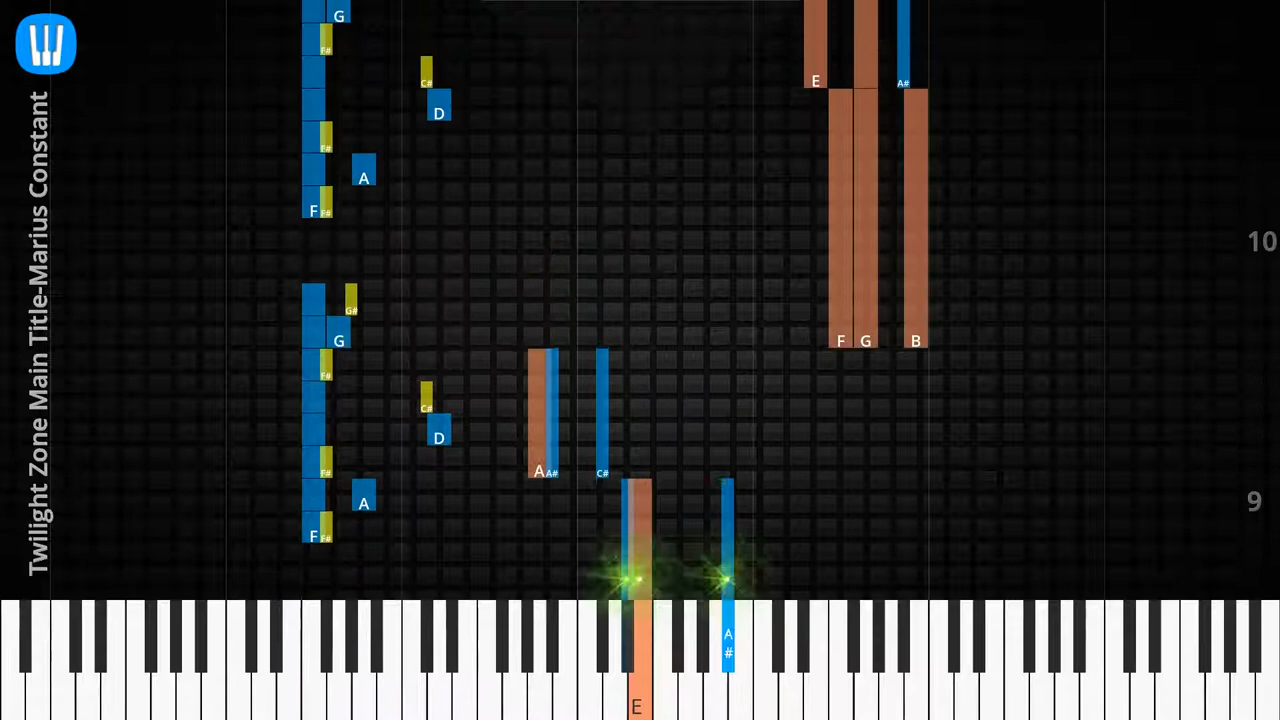 Twilight Zone Main Title-Marius Constant
G
F#
E
A#
C#
D
F#
A
F F#
10
G#
G
F G B
F#
C#
D
F#
A A#
C#
A
9
F F#
A
#
E